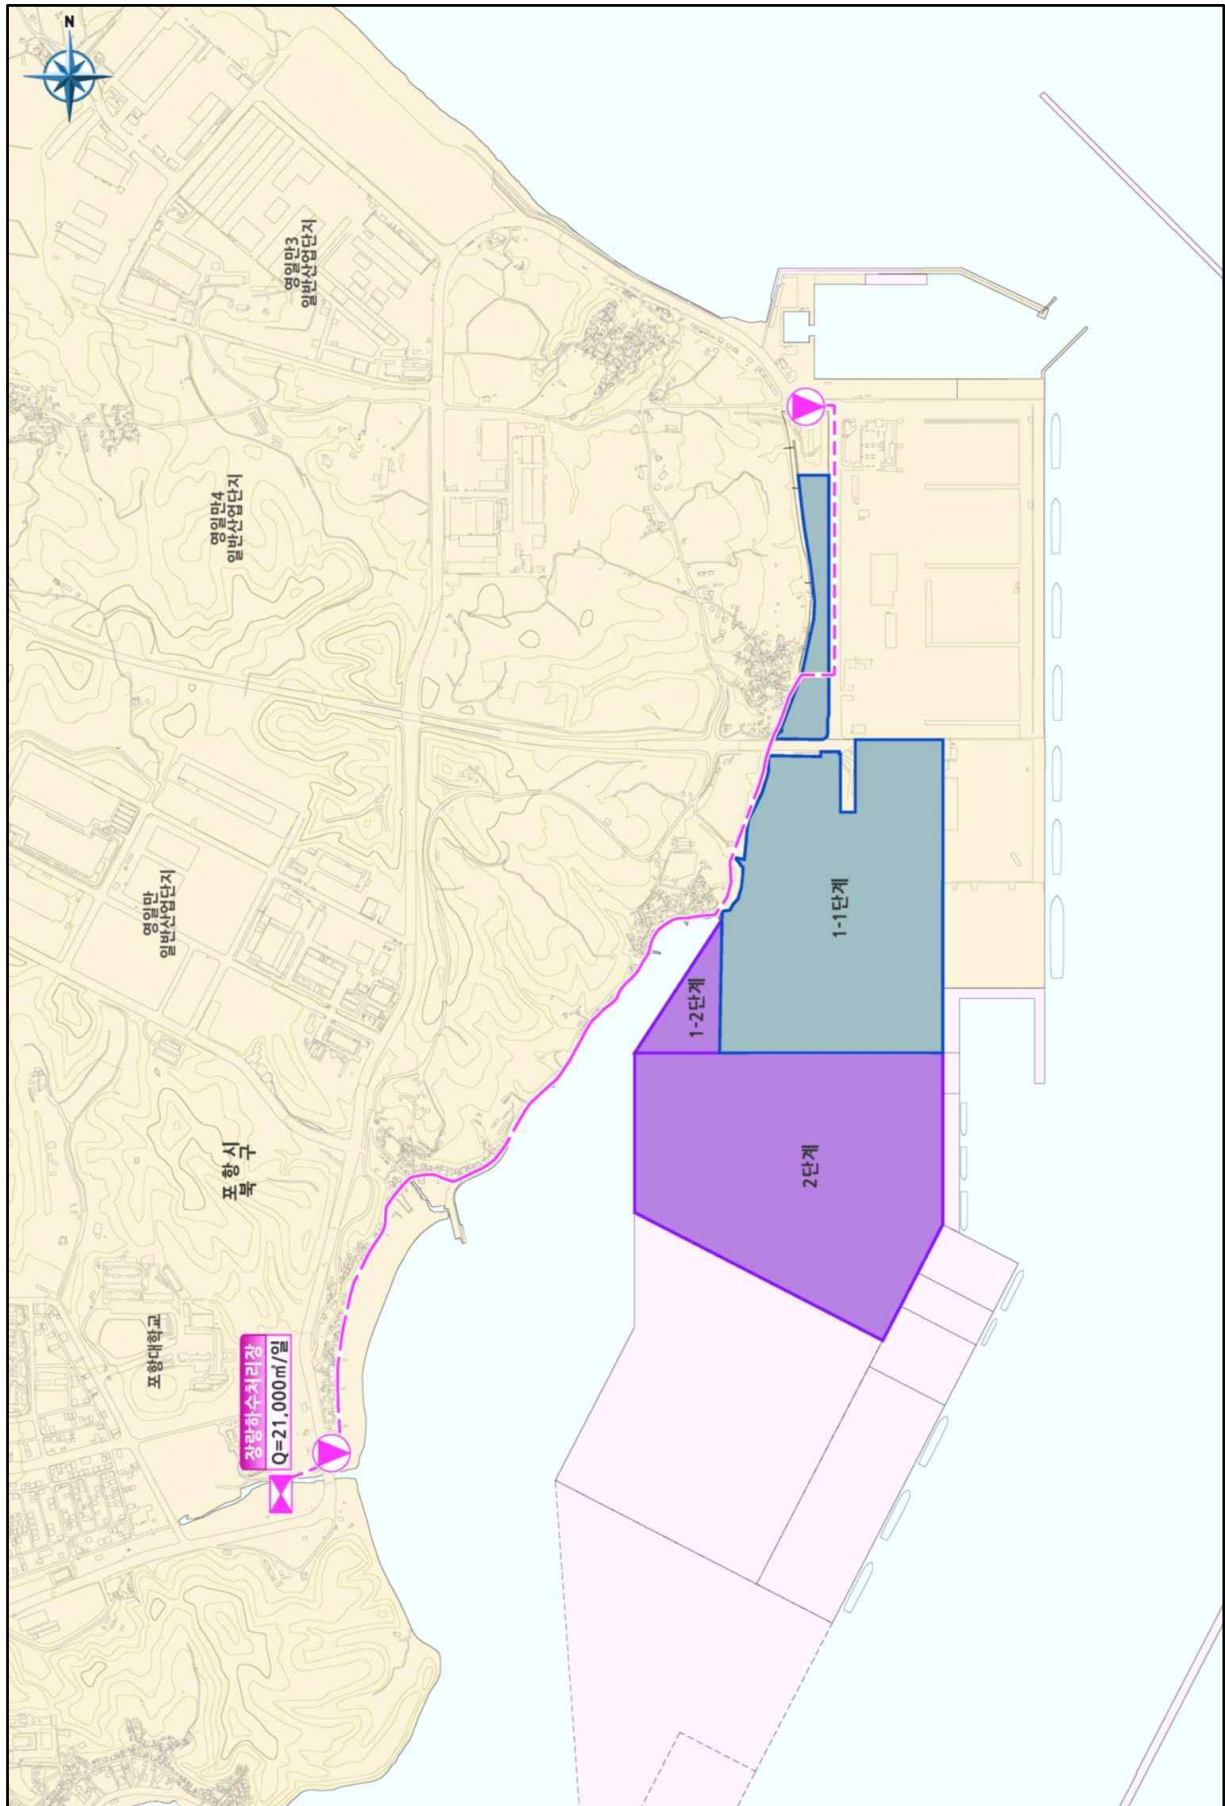 N
영일만3
일반산업단지
영일만4
일반산업단지
영일만
일반산업단지
1-1단계
1-2단계
2단계
포 항 시
북 구
포항대학교
장량하수처리장
Q=21,000㎥/일